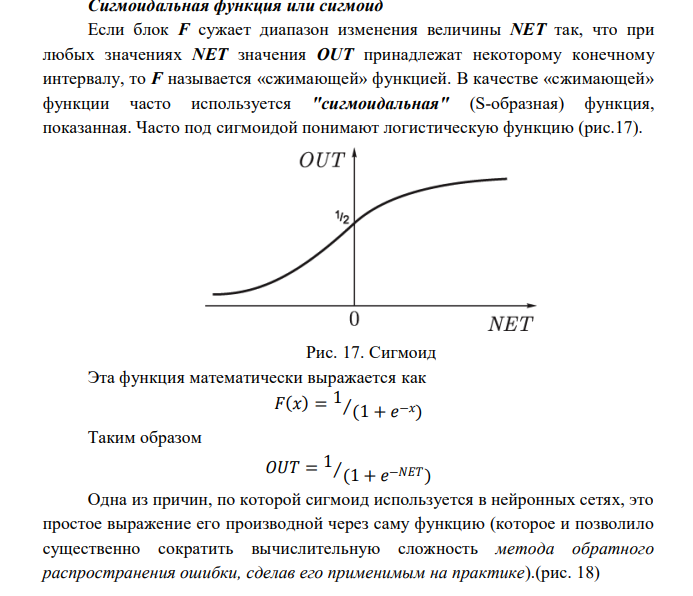 Сигмоидальная функция или сигмоид
Если блок F сужает диапазон изменения величины NET так, что при
любых значениях NET значения OUT принадлежат некоторому конечному
интервалу, то F называется «сжимающей» функцией. В качестве «сжимающей»
функции часто используется "сигмоидальная" (S-образная) функция,
показанная. Часто под сигмоидой понимают логистическую функцию (рис.17).
OUT
1/2
0
NET
Рис. 17. Сигмоид
Эта функция математически выражается как
F(x) = 1/(1 + e^−x)
Таким образом
OUT = 1/(1 + e^−NET)
Одна из причин, по которой сигмоид используется в нейронных сетях, это
простое выражение его производной через саму функцию (которое и позволило
существенно сократить вычислительную сложность метода обратного
распространения ошибки, сделав его применимым на практике).(рис. 18)